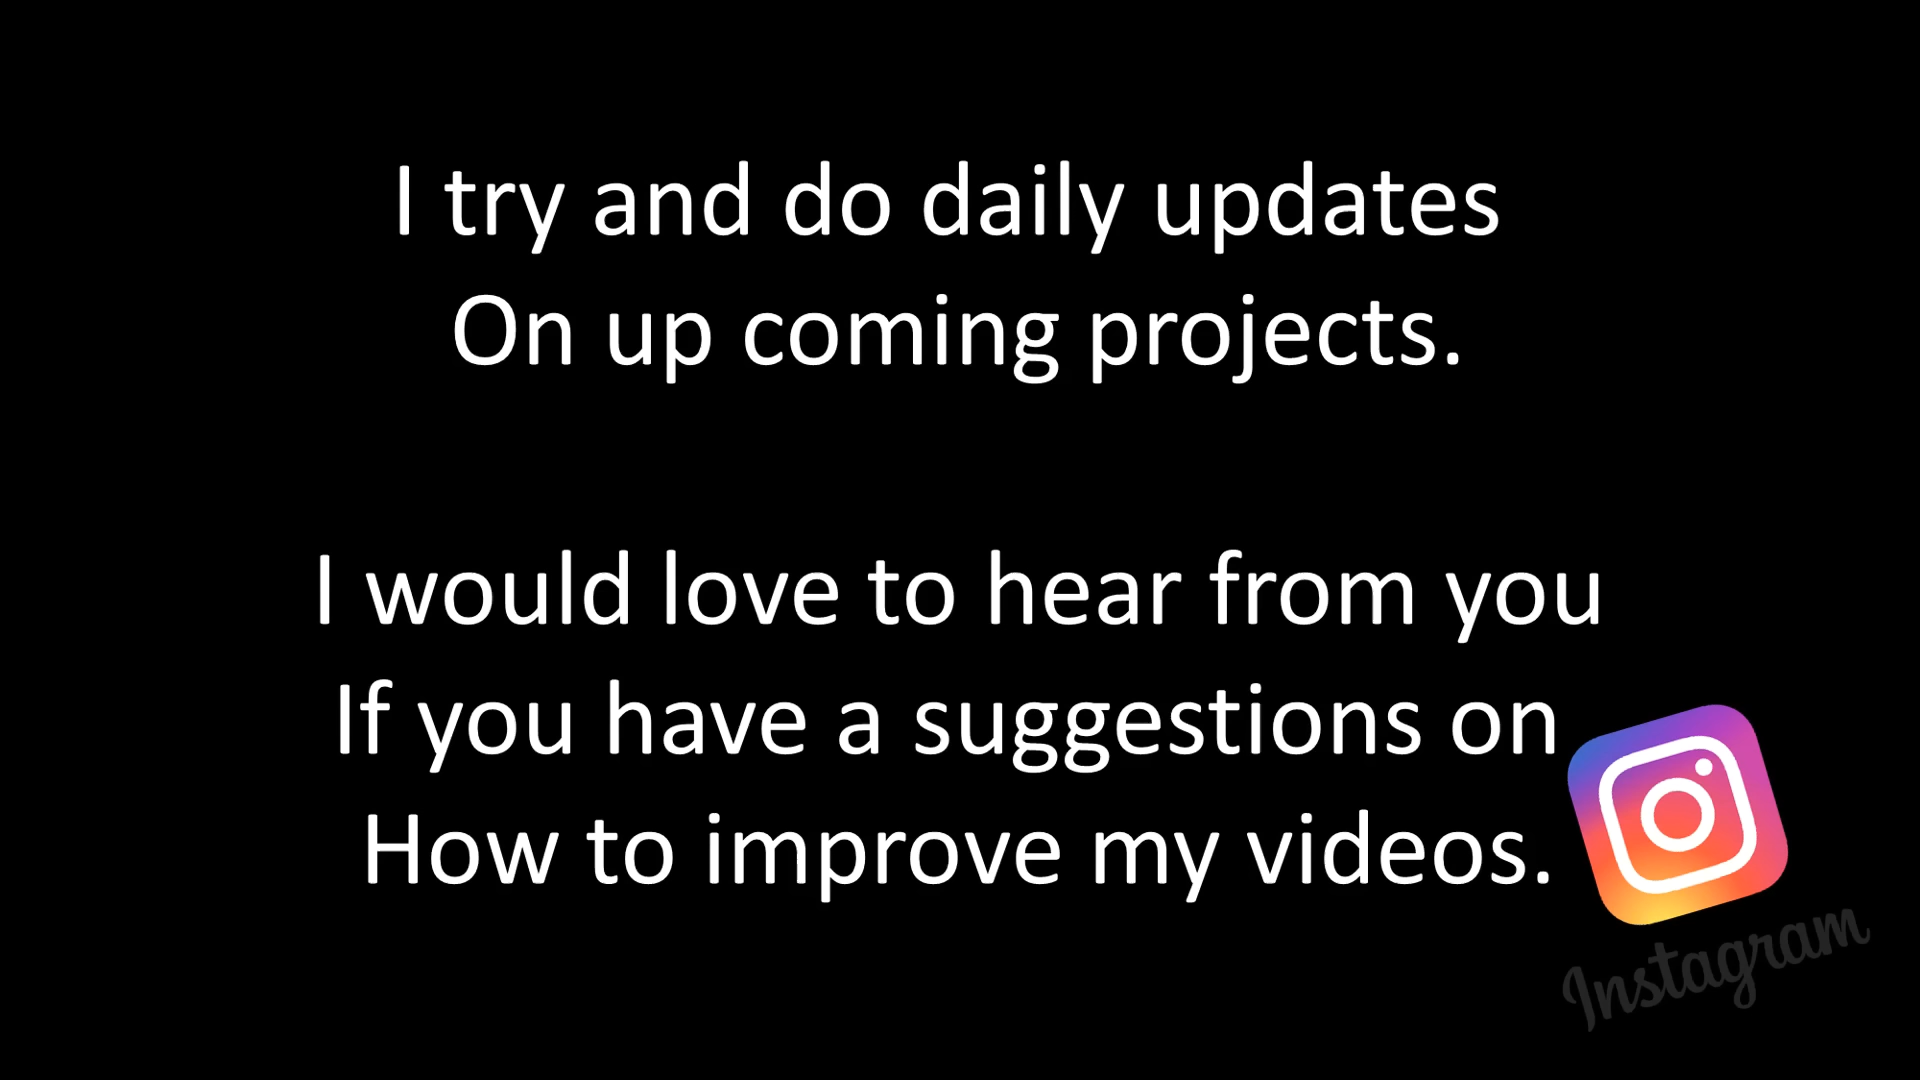 I try and do daily updates
On up coming projects.
I would love to hear from you
If you have a suggestions on
How to improve my videos.
Instagram